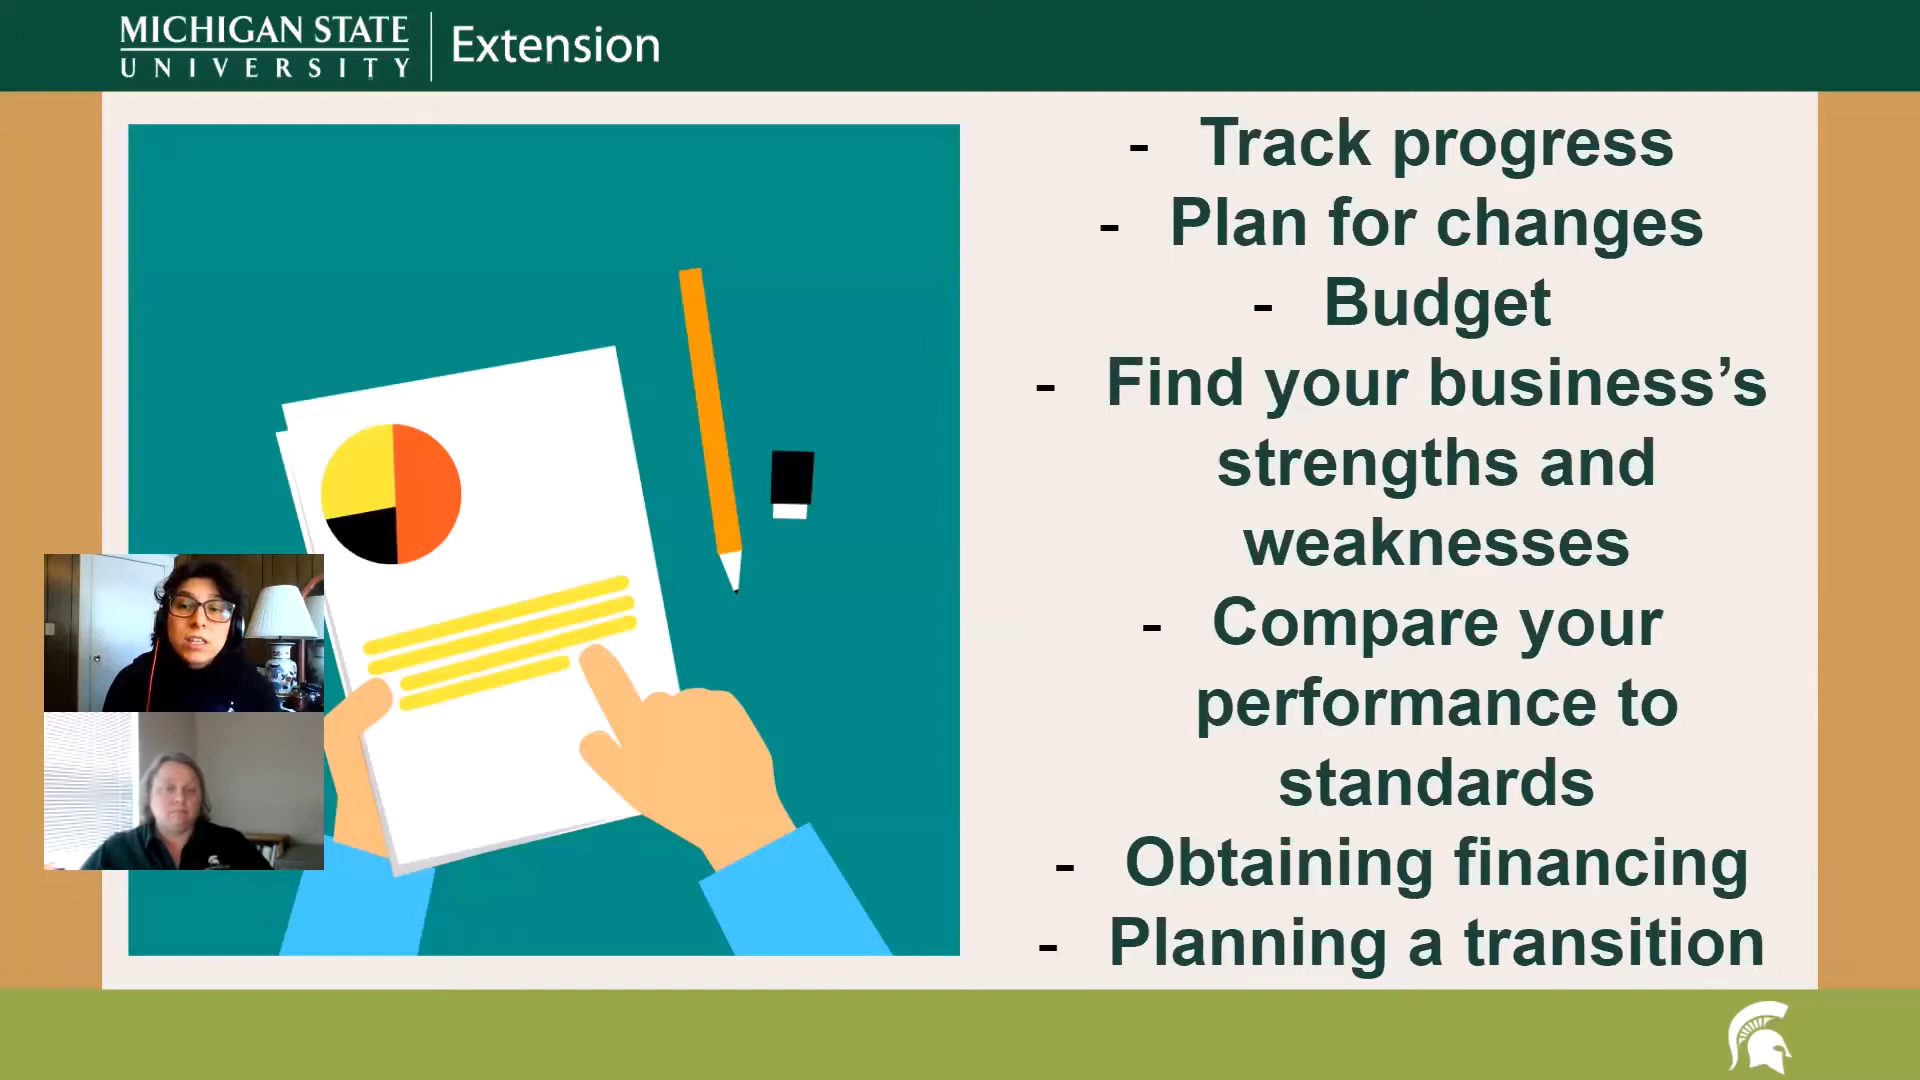 MICHIGAN STATE
UNIVERSITY
Extension
- Track progress
- Plan for changes
- Budget
- Find your business’s
strengths and
weaknesses
- Compare your
performance to
standards
- Obtaining financing
- Planning a transition